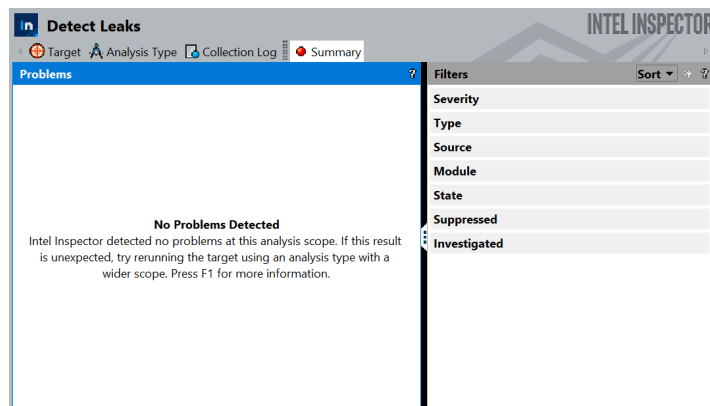 In Detect Leaks
INTEL INSPECTOR
Target Analysis Type Collection Log Summary
Problems ?
Filters Sort ?
Severity
Type
Source
Module
State
Suppressed
Investigated
No Problems Detected
Intel Inspector detected no problems at this analysis scope. If this result
is unexpected, try rerunning the target using an analysis type with a
wider scope. Press F1 for more information.